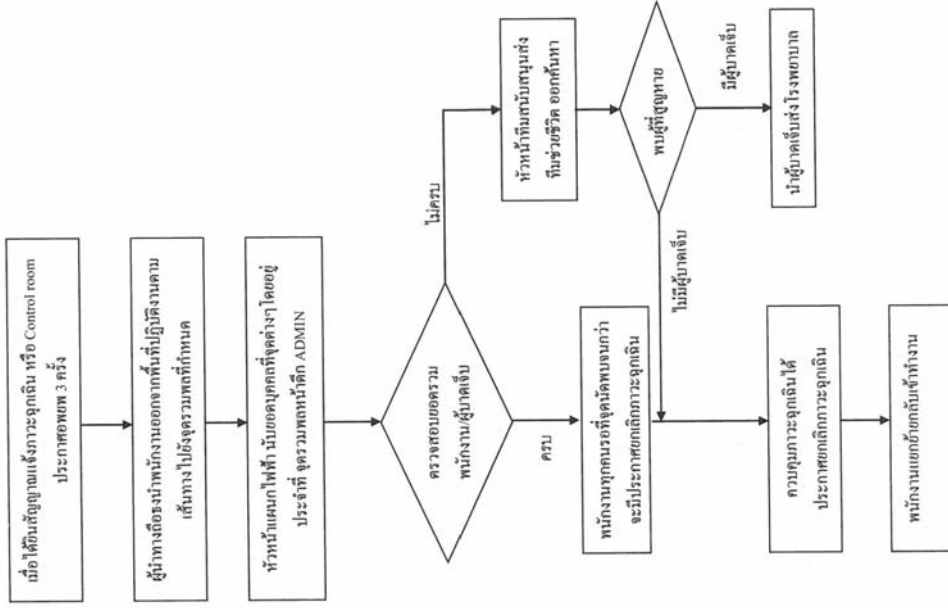 เมื่อได้ยินสัญญาณแจ้งภาวะฉุกเฉิน หรือ Control room
ประกาศอพยพ 3 ครั้ง
ผู้นำทางถือธงนำพนักงานออกจากพื้นที่ปฏิบัติงานตาม
เส้นทางไปยังจุดรวมพลที่กำหนด
หัวหน้าแผนกไฟฟ้า นับยอดบุคคลที่จุดต่างๆโดยอยู่
ประจำที่ จุดรวมพลหน้าตึก ADMIN
ตรวจสอบยอดรวม
พนักงาน/ผู้บาดเจ็บ
ไม่ครบ
หัวหน้าทีมสนับสนุนส่ง
ทีมช่วยชีวิต ออกค้นหา
พบผู้ที่สูญหาย
มีผู้บาดเจ็บ
นำผู้บาดเจ็บส่งโรงพยาบาล
ไม่มีผู้บาดเจ็บ
ครบ
พนักงานทุกคนรอที่จุดนัดพบจนกว่า
จะมีประกาศยกเลิกภาวะฉุกเฉิน
ควบคุมภาวะฉุกเฉินได้
ประกาศยกเลิกภาวะฉุกเฉิน
พนักงานแยกย้ายกลับเข้าทำงาน